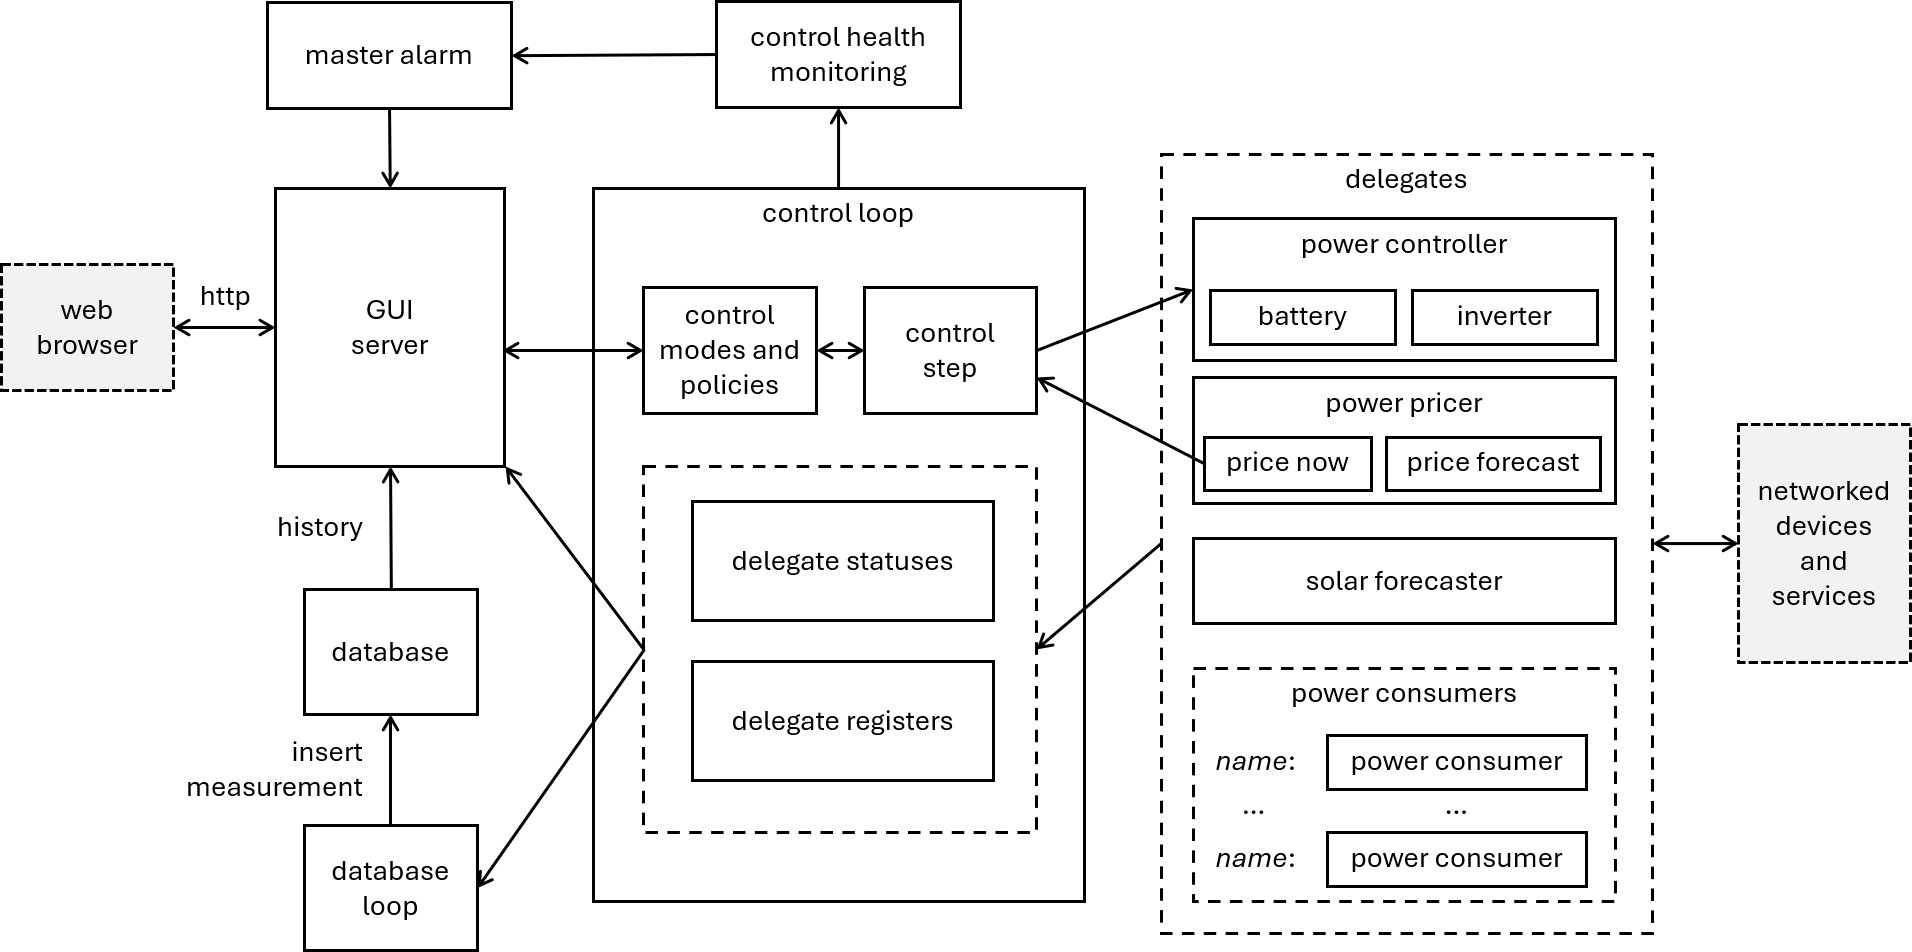 master alarm
control health
monitoring
delegates
control loop
power controller
battery
inverter
web
browser
http
GUI
server
control
modes and
policies
control
step
power pricer
price now
price forecast
networked
devices
and
services
history
delegate statuses
solar forecaster
database
delegate registers
power consumers
name:
power consumer
...
...
name:
power consumer
insert
measurement
database
loop